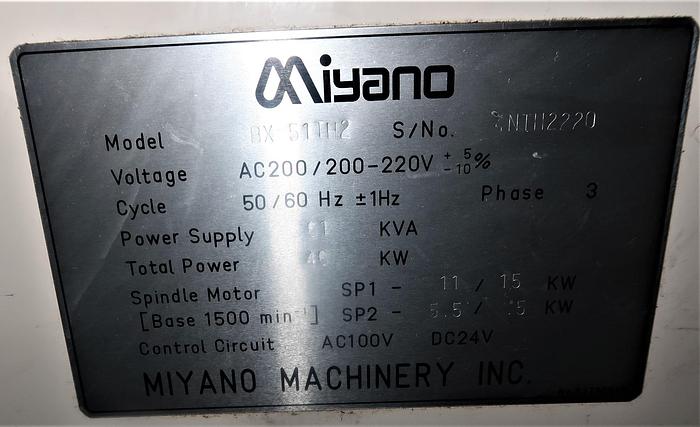 Miyano
Model BX 51TH2 S/No.
Voltage AC200/200-220V +5 -10%
Cycle 50/60 Hz ±1Hz Phase 3
Power Supply KVA
Total Power KW
Spindle Motor SP1 - 11 / 15 KW
[Base 1500 min⁻¹] SP2 - 5.5 / KW
Control Circuit AC100V DC24V
MIYANO MACHINERY INC.